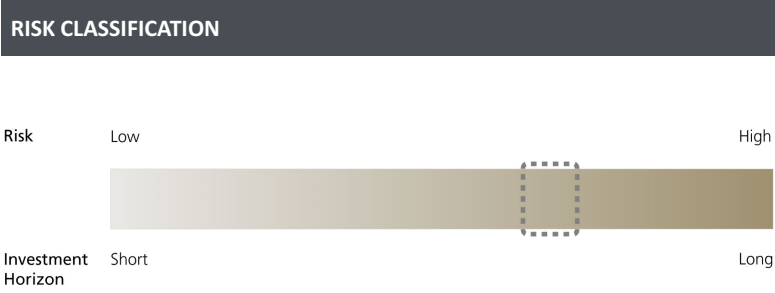 RISK CLASSIFICATION
Risk Low High
Investment Short Long
Horizon